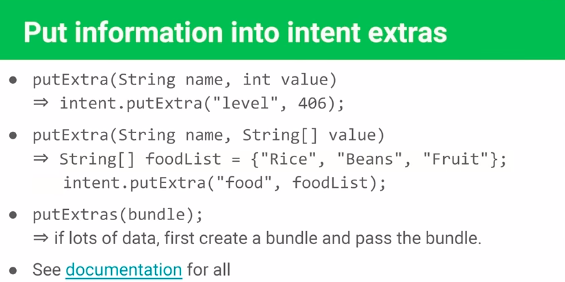 Put information into intent extras
● putExtra(String name, int value)
⇒ intent.putExtra("level", 406);
● putExtra(String name, String[] value)
⇒ String[] foodList = {"Rice", "Beans", "Fruit"};
intent.putExtra("food", foodList);
● putExtras(bundle);
⇒ if lots of data, first create a bundle and pass the bundle.
● See documentation for all